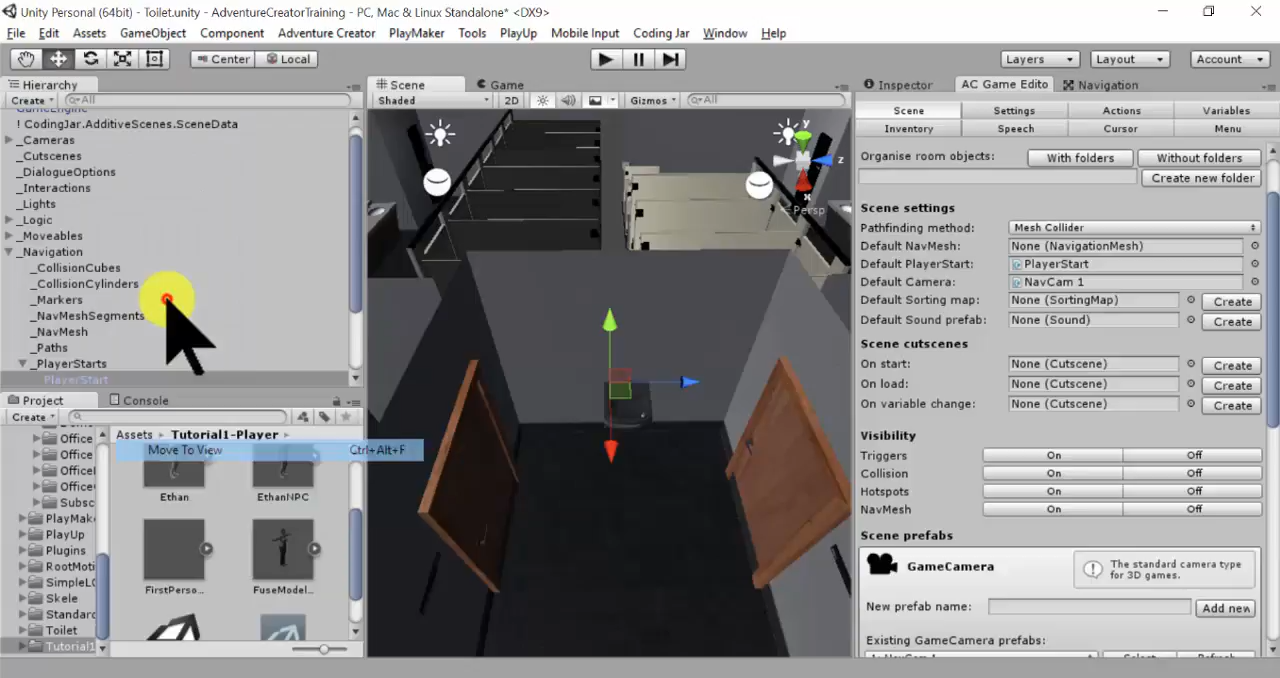 Unity Personal (64bit) - Toilet.unity - AdventureCreatorTraining - PC, Mac & Linux Standalone* <DX9>
File Edit Assets GameObject Component Adventure Creator PlayMaker Tools PlayUp Mobile Input Coding Jar Window Help
Center Local Layers Layout Account
Hierarchy
Create All
GameEngine
! CodingJar.AdditiveScenes.SceneData
_Cameras
_Cutscenes
_DialogueOptions
_Interactions
_Lights
_Logic
_Moveables
_Navigation
_CollisionCubes
_CollisionCylinders
_Markers
_NavMeshSegments
_NavMesh
_Paths
_PlayerStarts
PlayerStart
Project Console
Create
Office
Office
OfficeI
Office
Subsc
PlayMak
PlayUp
Plugins
RootMoti
SimpleLC
Skele
Standard
Toilet
Tutorial1
Assets Tutorial1-Player
Move To View Ctrl+Alt+F
Ethan EthanNPC
FirstPerso... FuseModel...
Scene Game
Shaded 2D Gizmos All
y
z
x
Persp
Inspector AC Game Edito Navigation
Scene Settings Actions Variables
Inventory Speech Cursor Menu
Organise room objects: With folders Without folders
Create new folder
Scene settings
Pathfinding method: Mesh Collider
Default NavMesh: None (NavigationMesh)
Default PlayerStart: PlayerStart
Default Camera: NavCam 1
Default Sorting map: None (SortingMap) Create
Default Sound prefab: None (Sound) Create
Scene cutscenes
On start: None (Cutscene) Create
On load: None (Cutscene) Create
On variable change: None (Cutscene) Create
Visibility
Triggers On Off
Collision On Off
Hotspots On Off
NavMesh On Off
Scene prefabs
GameCamera
The standard camera type
for 3D games.
New prefab name: Add new
Existing GameCamera prefabs:
1: NavCam 1 Select Refresh